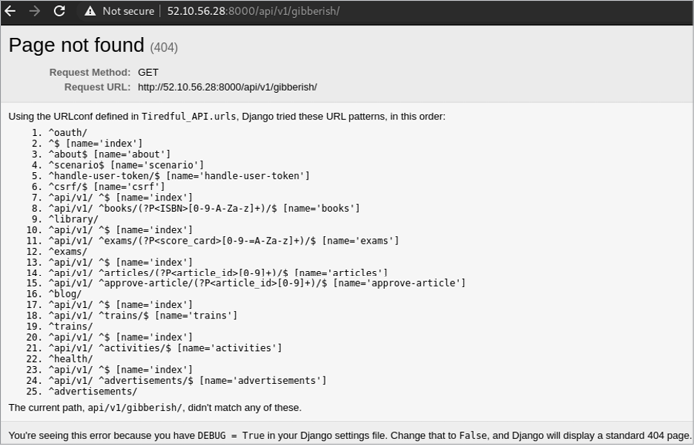 Not secure 52.10.56.28:8000/api/v1/gibberish/
Page not found (404)
Request Method: GET
Request URL: http://52.10.56.28:8000/api/v1/gibberish/
Using the URLconf defined in Tiredful_API.urls, Django tried these URL patterns, in this order:
1. ^oauth/
2. ^$ [name='index']
3. ^about$ [name='about']
4. ^scenario$ [name='scenario']
5. ^handle-user-token/$ [name='handle-user-token']
6. ^csrf/$ [name='csrf']
7. ^api/v1/ ^$ [name='index']
8. ^api/v1/ ^books/(?P<ISBN>[0-9-A-Za-z]+)/$ [name='books']
9. ^library/
10. ^api/v1/ ^$ [name='index']
11. ^api/v1/ ^exams/(?P<score_card>[0-9-=A-Za-z]+)/$ [name='exams']
12. ^exams/
13. ^api/v1/ ^$ [name='index']
14. ^api/v1/ ^articles/(?P<article_id>[0-9]+)/$ [name='articles']
15. ^api/v1/ ^approve-article/(?P<article_id>[0-9]+)/$ [name='approve-article']
16. ^blog/
17. ^api/v1/ ^$ [name='index']
18. ^api/v1/ ^trains/$ [name='trains']
19. ^trains/
20. ^api/v1/ ^$ [name='index']
21. ^api/v1/ ^activities/$ [name='activities']
22. ^health/
23. ^api/v1/ ^$ [name='index']
24. ^api/v1/ ^advertisements/$ [name='advertisements']
25. ^advertisements/
The current path, api/v1/gibberish/, didn't match any of these.
You're seeing this error because you have DEBUG = True in your Django settings file. Change that to False, and Django will display a standard 404 page.